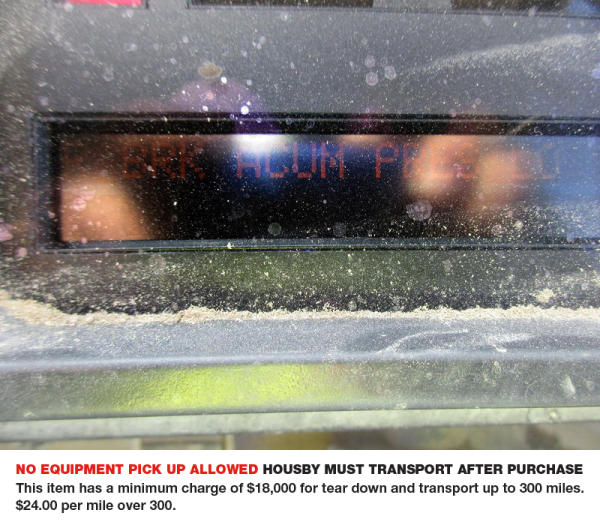 BRK ACUM PRES
NO EQUIPMENT PICK UP ALLOWED HOUSBY MUST TRANSPORT AFTER PURCHASE
This item has a minimum charge of $18,000 for tear down and transport up to 300 miles.
$24.00 per mile over 300.